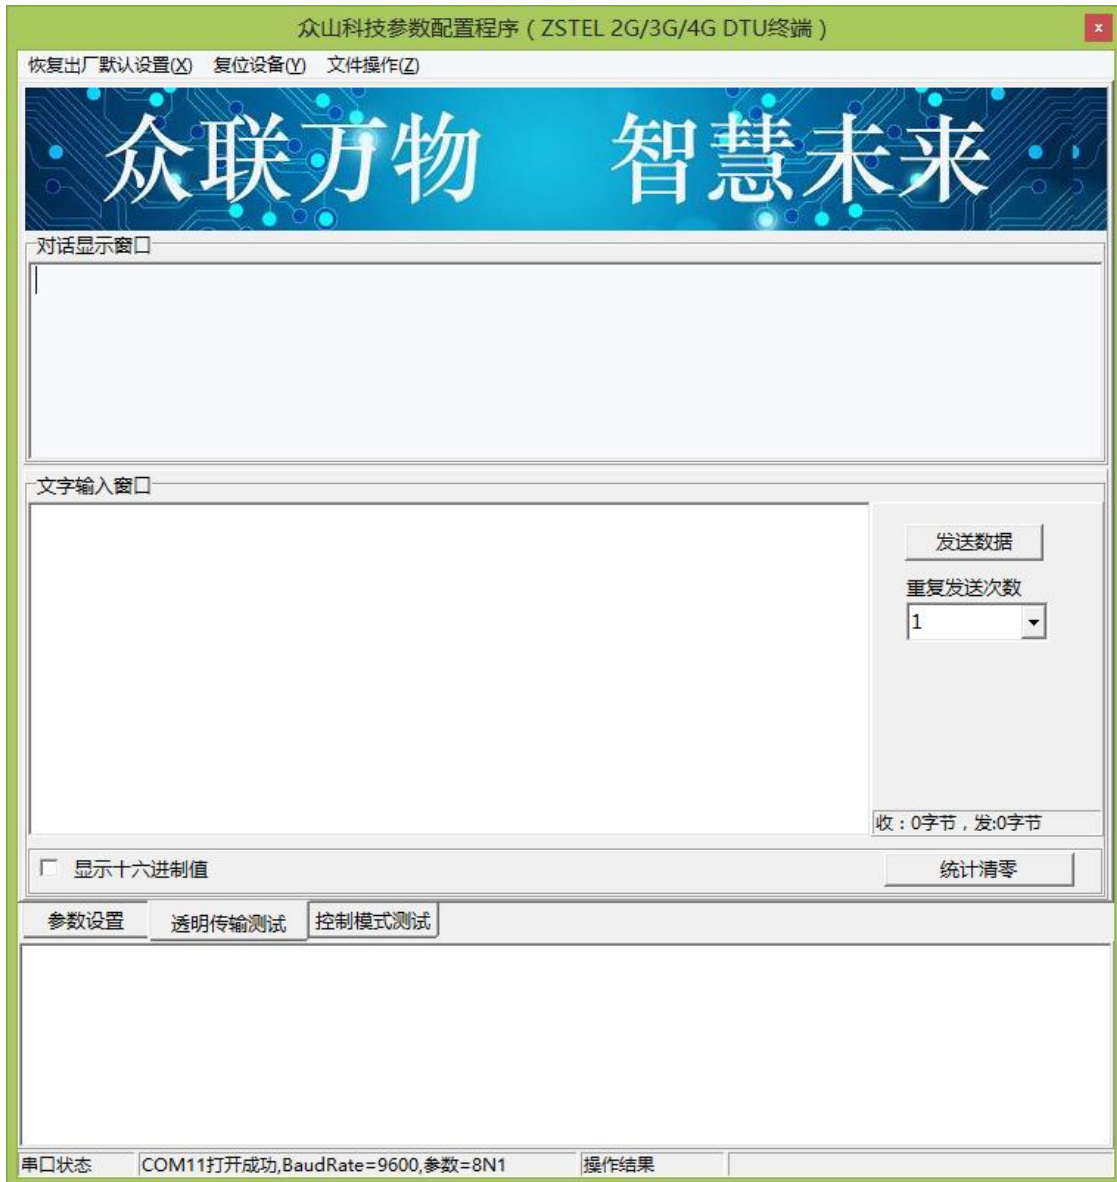 众山科技参数配置程序（ZSTEL 2G/3G/4G DTU终端）
x
恢复出厂默认设置(X) 复位设备(Y) 文件操作(Z)
众联万物 智慧未来
对话显示窗口
文字输入窗口
发送数据
重复发送次数
1
收：0字节，发:0字节
显示十六进制值 统计清零
参数设置 透明传输测试 控制模式测试
串口状态 COM11打开成功,BaudRate=9600,参数=8N1 操作结果